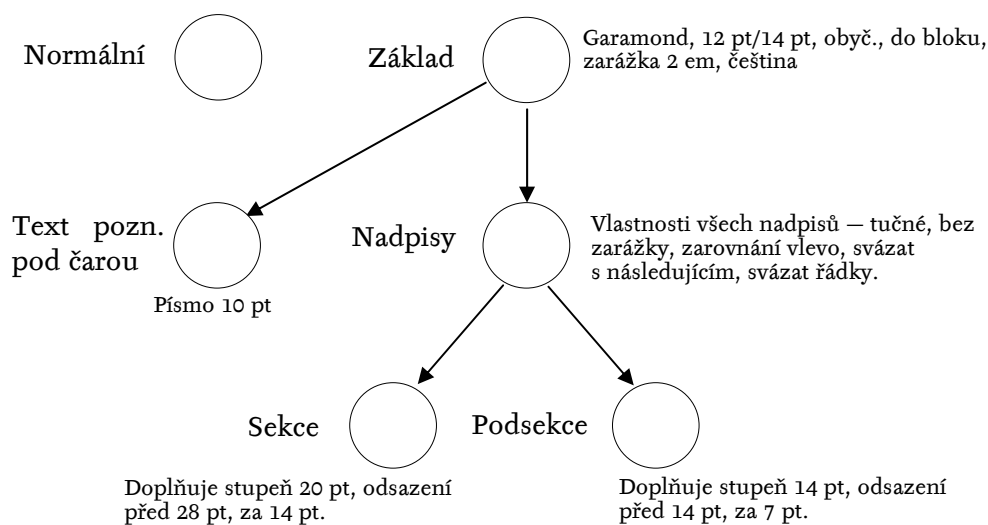 Normální
Základ
Garamond, 12 pt/14 pt, obyč., do bloku,
zarážka 2 em, čeština
Text pozn.
pod čarou
Písmo 10 pt
Nadpisy
Vlastnosti všech nadpisů — tučné, bez
zarážky, zarovnání vlevo, svázat
s následujícím, svázat řádky.
Sekce
Doplňuje stupeň 20 pt, odsazení
před 28 pt, za 14 pt.
Podsekce
Doplňuje stupeň 14 pt, odsazení
před 14 pt, za 7 pt.